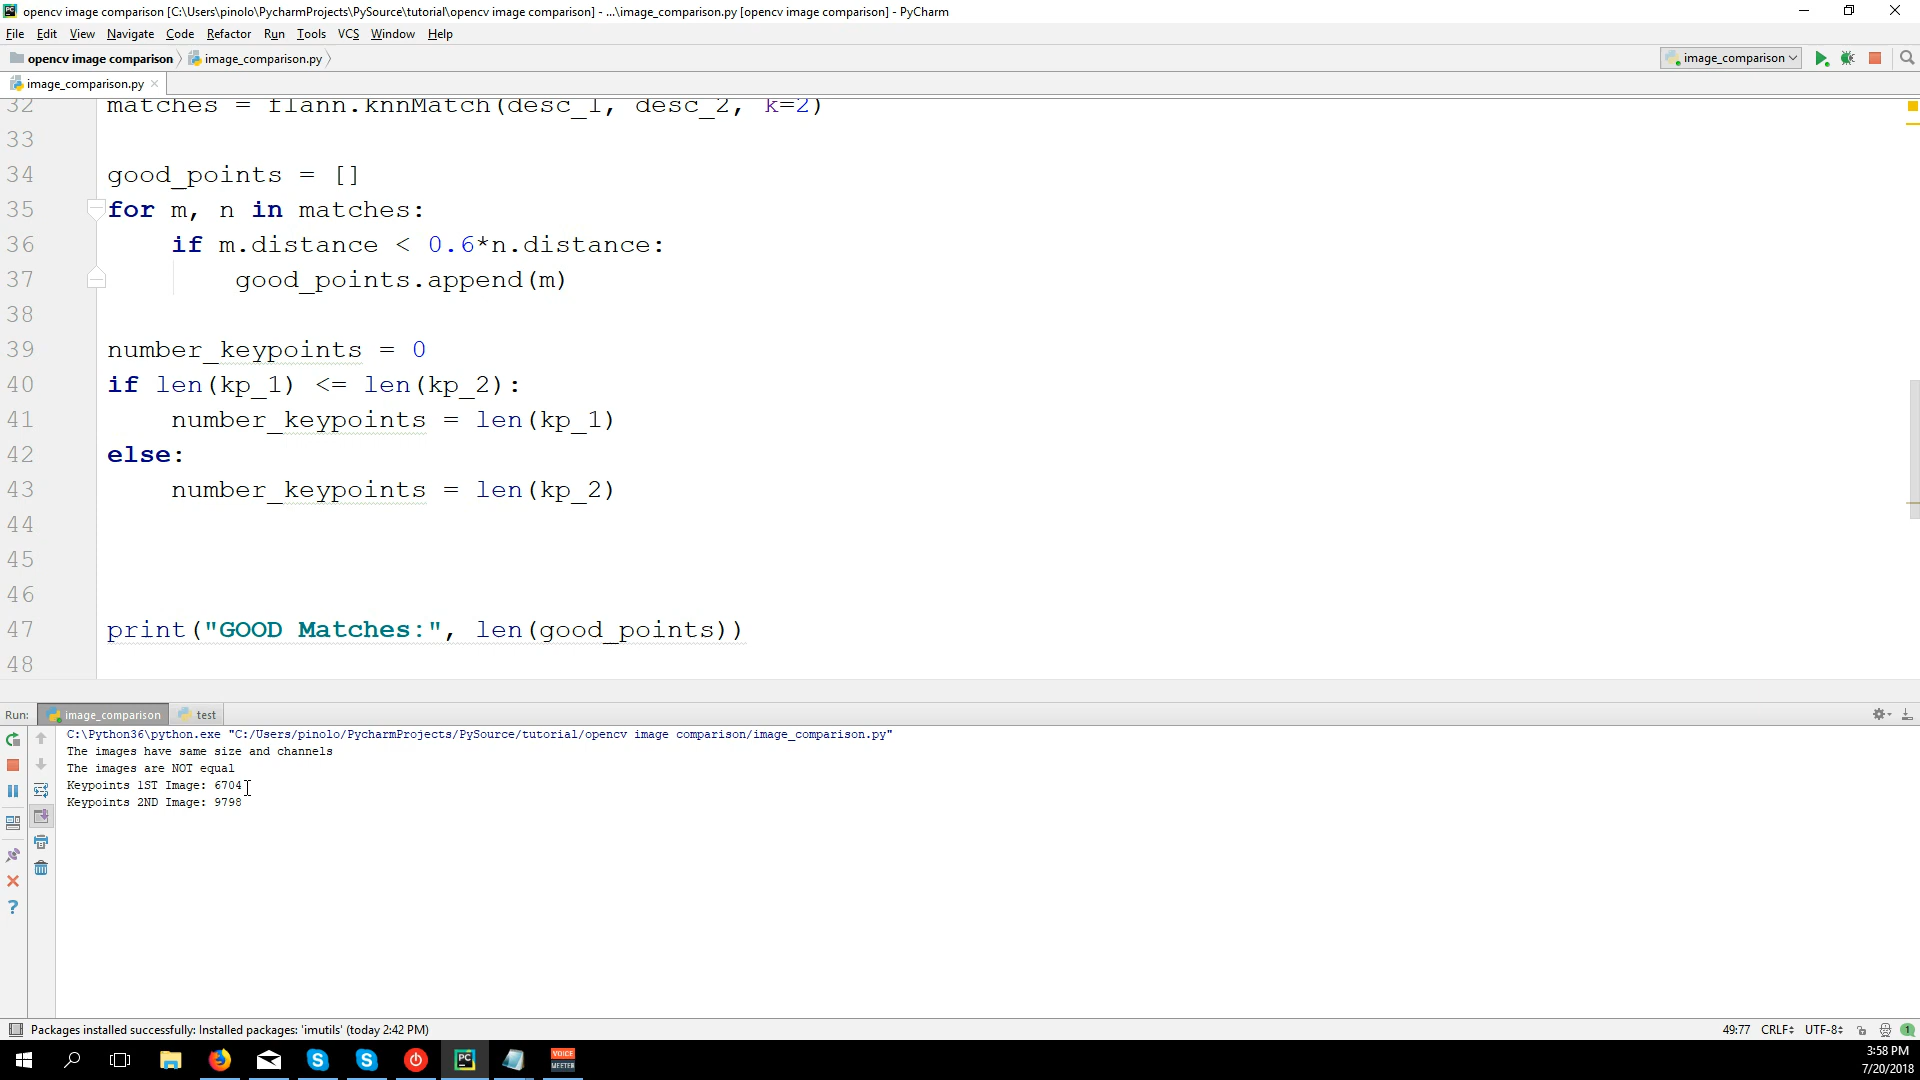 opencv image comparison [C:\Users\pinolo\PycharmProjects\PySource\tutorial\opencv image comparison] - ...\image_comparison.py [opencv image comparison] - PyCharm
File Edit View Navigate Code Refactor Run Tools VCS Window Help
opencv image comparison image_comparison.py image_comparison
image_comparison.py
32 matches = flann.knnMatch(desc_1, desc_2, k=2)
33
34 good_points = []
35 for m, n in matches:
36 if m.distance < 0.6*n.distance:
37 good_points.append(m)
38
39 number_keypoints = 0
40 if len(kp_1) <= len(kp_2):
41 number_keypoints = len(kp_1)
42 else:
43 number_keypoints = len(kp_2)
44
45
46
47 print("GOOD Matches:", len(good_points))
48
Run: image_comparison test
C:\Python36\python.exe "C:/Users/pinolo/PycharmProjects/PySource/tutorial/opencv image comparison/image_comparison.py"
The images have same size and channels
The images are NOT equal
Keypoints 1ST Image: 6704
Keypoints 2ND Image: 9798
Packages installed successfully: Installed packages: 'imutils' (today 2:42 PM) 49:77 CRLF UTF-8 1
PC VOICE MEETER
3:58 PM
7/20/2018